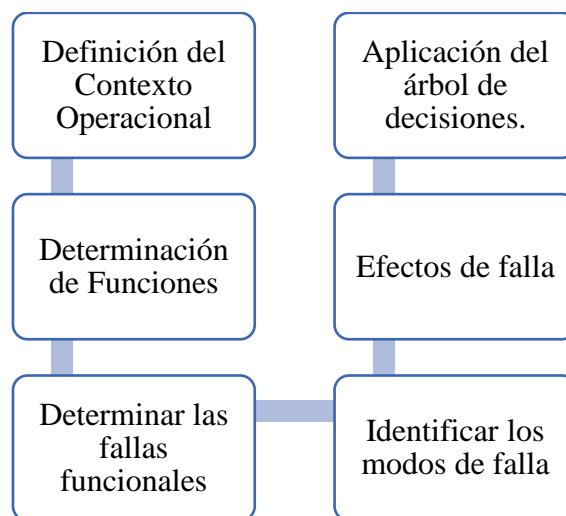 Definición del
Contexto
Operacional
Determinación
de Funciones
Determinar las
fallas
funcionales
Identificar los
modos de falla
Efectos de falla
Aplicación del
árbol de
decisiones.